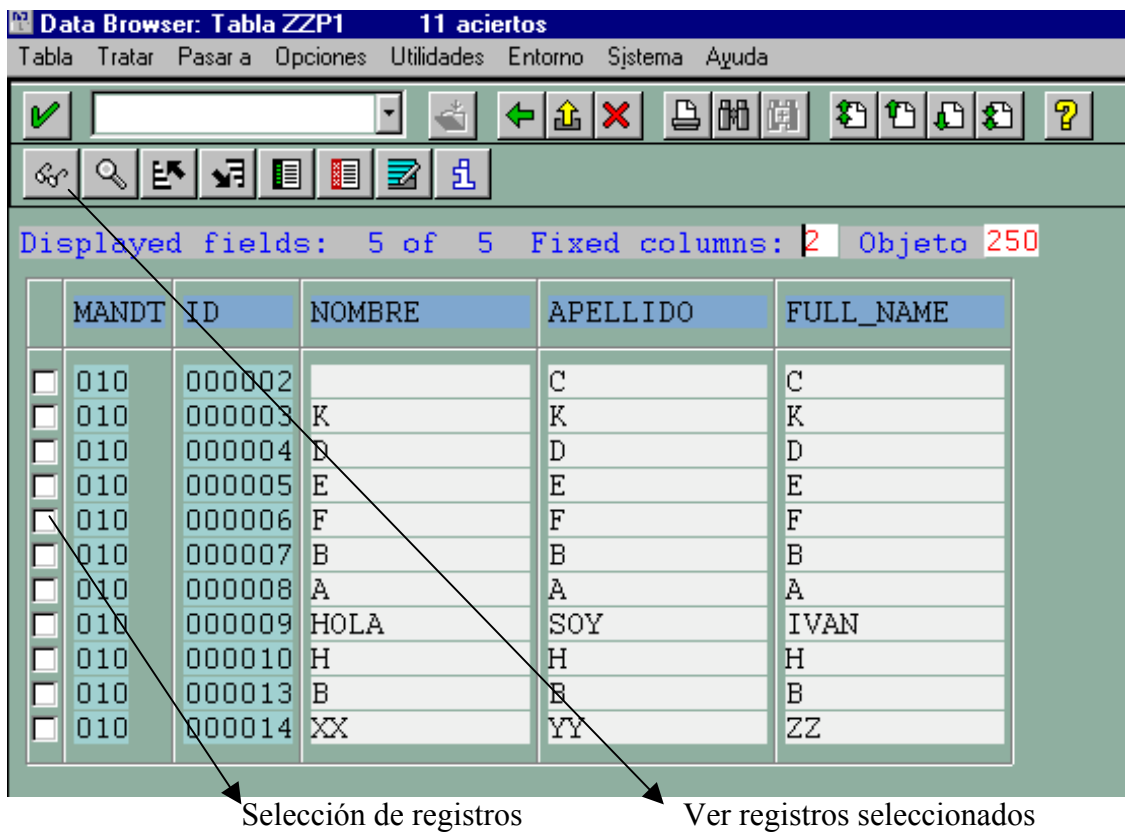 Data Browser: Tabla ZZP1 11 aciertos
Tabla Tratar Pasar a Opciones Utilidades Entorno Sistema Ayuda
Displayed fields: 5 of 5 Fixed columns: 2 Objeto 250
MANDT ID NOMBRE APELLIDO FULL_NAME
010 000002 C C
010 000003 K K K
010 000004 D D D
010 000005 E E E
010 000006 F F F
010 000007 B B B
010 000008 A A A
010 000009 HOLA SOY IVAN
010 000010 H H H
010 000013 B B B
010 000014 XX YY ZZ
Selección de registros Ver registros seleccionados